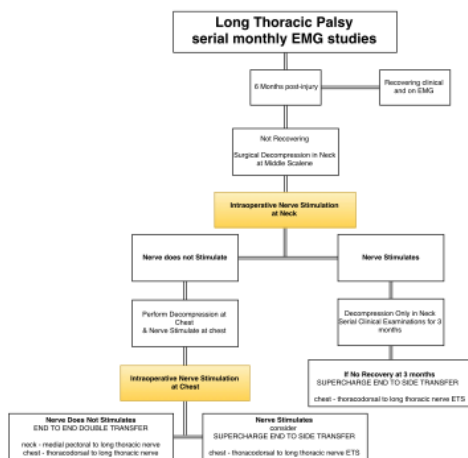 Long Thoracic Palsy
serial monthly EMG studies
6 Months post-injury
Recovering clinical
and on EMG
Not Recovering
Surgical Decompression in Neck
at Middle Scalene
Intraoperative Nerve Stimulation
at Neck
Nerve does not Stimulate
Nerve Stimulates
Perform Decompression at
Chest
& Nerve Stimulate at chest
Decompression Only in Neck
Serial Clinical Examinations for 3
months
Intraoperative Nerve Stimulation
at Chest
If No Recovery at 3 months
SUPERCHARGE END TO SIDE TRANSFER
chest - thoracodorsal to long thoracic nerve ETS
Nerve Does Not Stimulates
END TO END DOUBLE TRANSFER
neck - medial pectoral to long thoracic nerve
chest - thoracodorsal to long thoracic nerve
Nerve Stimulates
consider
SUPERCHARGE END TO SIDE TRANSFER
chest - thoracodorsal to long thoracic nerve ETS